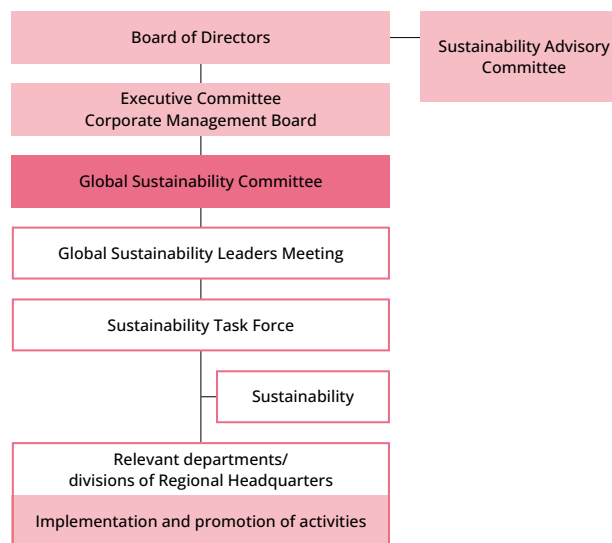 Board of Directors
Sustainability Advisory
Committee
Executive Committee
Corporate Management Board
Global Sustainability Committee
Global Sustainability Leaders Meeting
Sustainability Task Force
Sustainability
Relevant departments/
divisions of Regional Headquarters
Implementation and promotion of activities